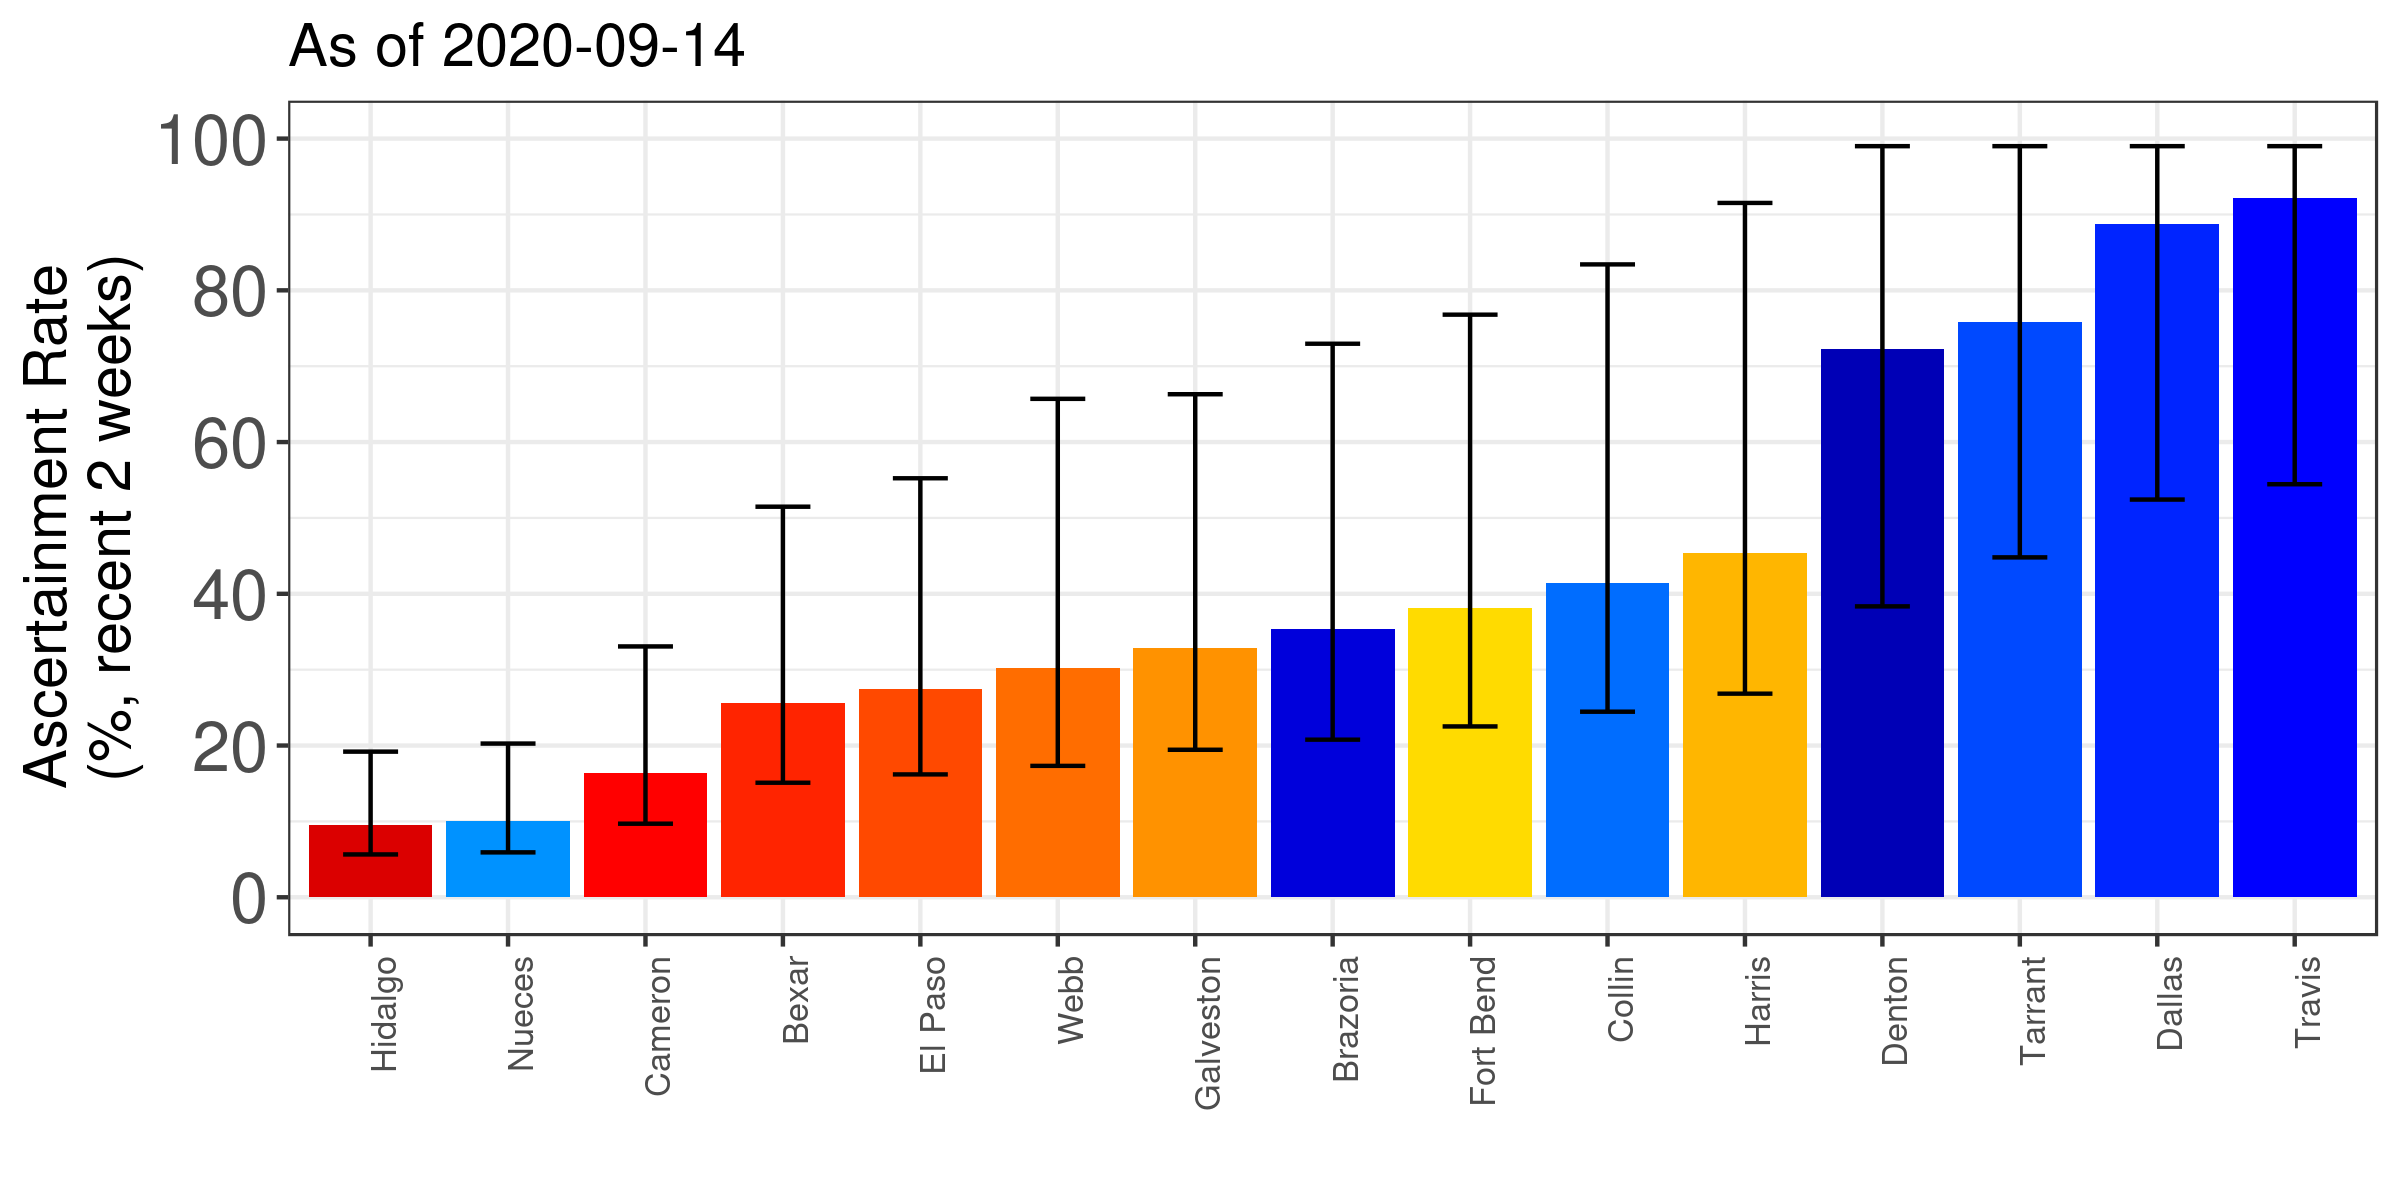 As of 2020-09-14
Ascertainment Rate
(%, recent 2 weeks)
100
80
60
40
20
0
Hidalgo
Nueces
Cameron
Bexar
El Paso
Webb
Galveston
Brazoria
Fort Bend
Collin
Harris
Denton
Tarrant
Dallas
Travis